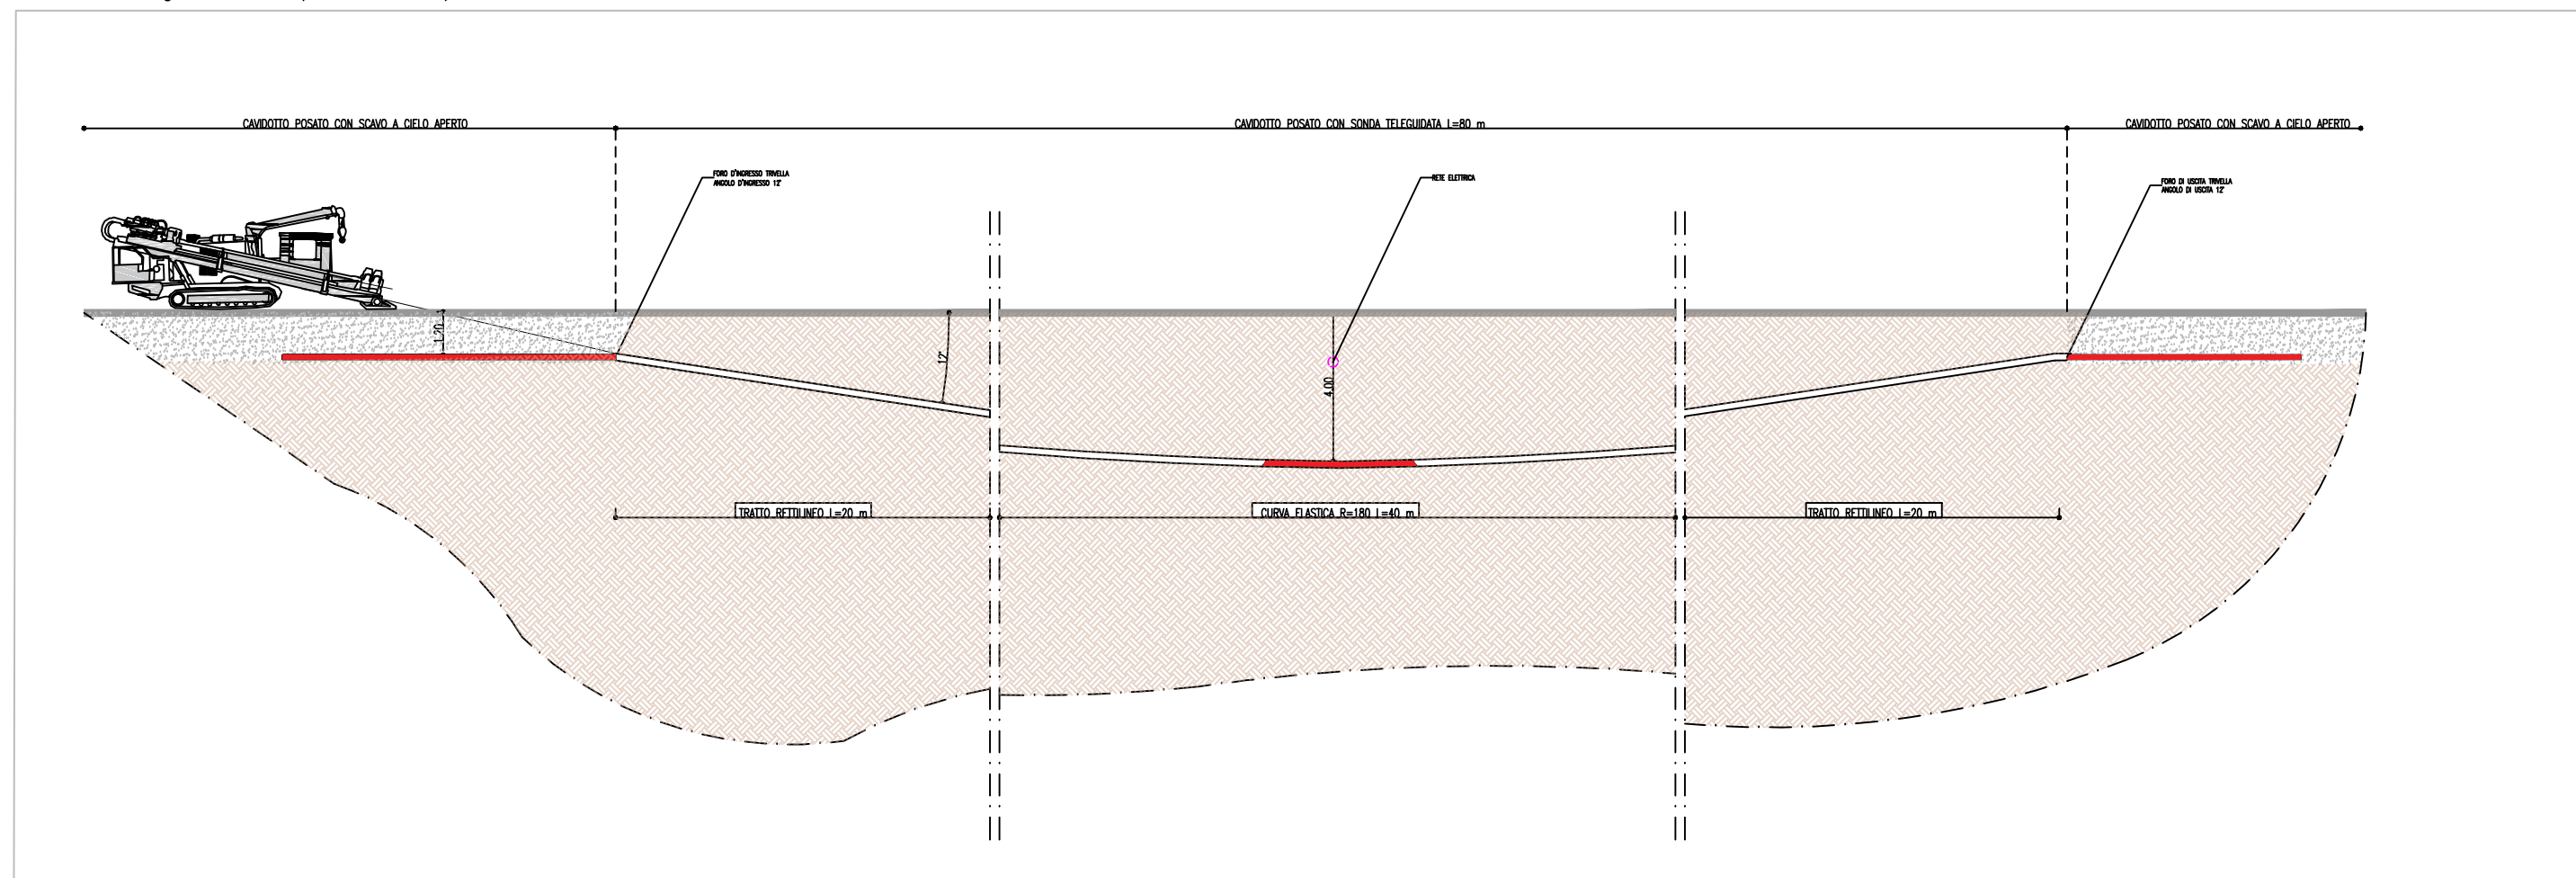 CAVIDOTTO POSATO CON SCAVO A CIELO APERTO
CAVIDOTTO POSATO CON SONDA TELEGUIDATA L=80 m
CAVIDOTTO POSATO CON SCAVO A CIELO APERTO
FORO D'INGRESSO TRIVELLA
ANGOLO D'INGRESSO 12°
RETE ELETTRICA
FORO DI USCITA TRIVELLA
ANGOLO DI USCITA 12°
1.20
12°
4.00
TRATTO RETTILINEO L=20 m
CURVA ELASTICA R=180 L=40 m
TRATTO RETTILINEO L=20 m